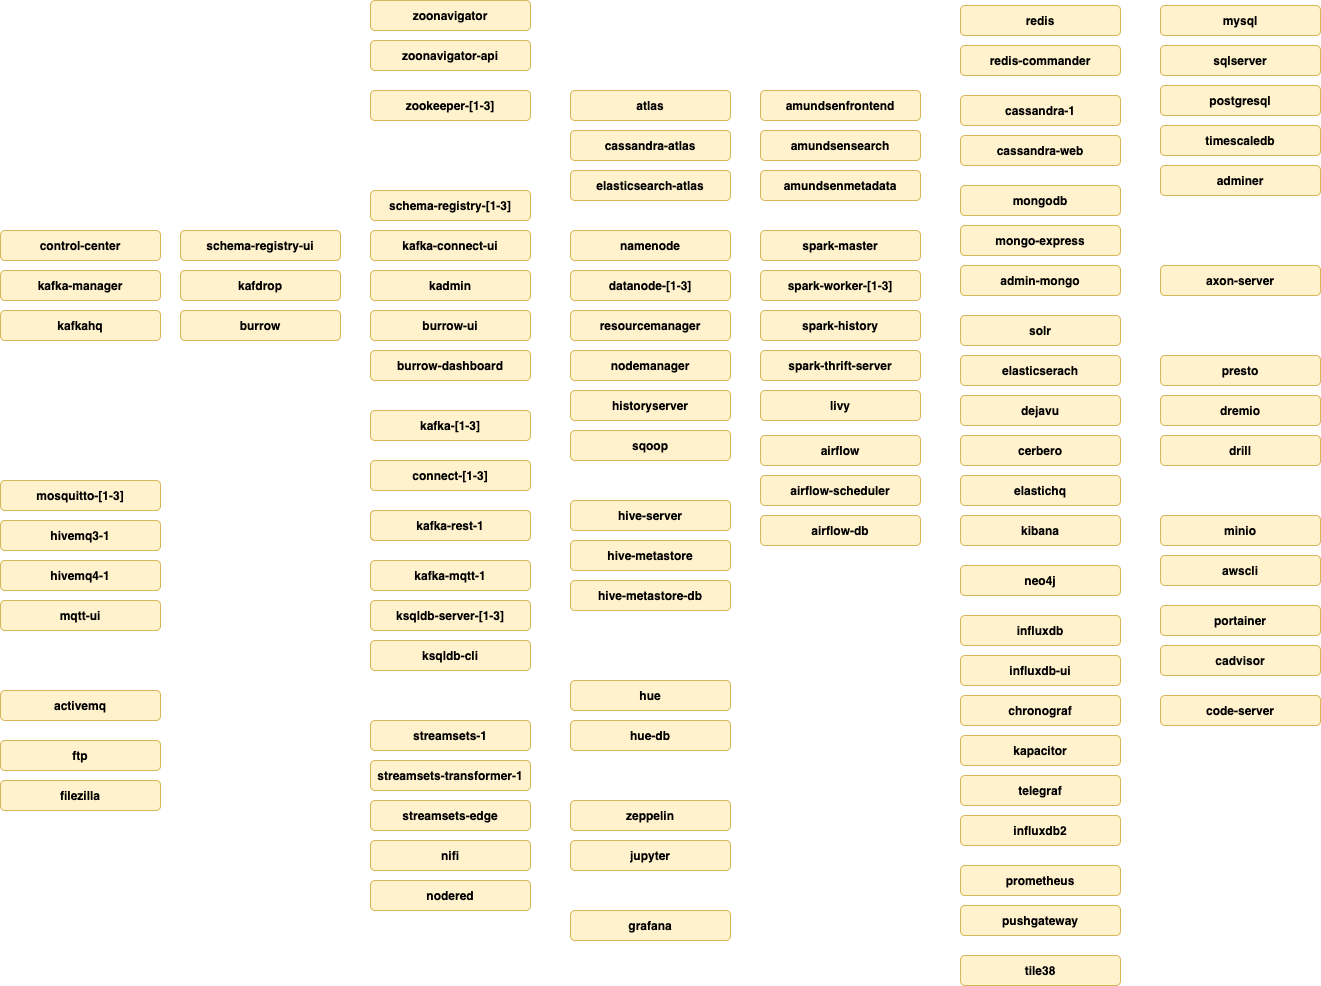 control-center
kafka-manager
kafkahq
mosquitto-[1-3]
hivemq3-1
hivemq4-1
mqtt-ui
activemq
ftp
filezilla
schema-registry-ui
kafdrop
burrow
zoonavigator
zoonavigator-api
zookeeper-[1-3]
schema-registry-[1-3]
kafka-connect-ui
kadmin
burrow-ui
burrow-dashboard
kafka-[1-3]
connect-[1-3]
kafka-rest-1
kafka-mqtt-1
ksqldb-server-[1-3]
ksqldb-cli
streamsets-1
streamsets-transformer-1
streamsets-edge
nifi
nodered
atlas
cassandra-atlas
elasticsearch-atlas
namenode
datanode-[1-3]
resourcemanager
nodemanager
historyserver
sqoop
hive-server
hive-metastore
hive-metastore-db
hue
hue-db
zeppelin
jupyter
grafana
amundsenfrontend
amundsensearch
amundsenmetadata
spark-master
spark-worker-[1-3]
spark-history
spark-thrift-server
livy
airflow
airflow-scheduler
airflow-db
redis
redis-commander
cassandra-1
cassandra-web
mongodb
mongo-express
admin-mongo
solr
elasticserach
dejavu
cerbero
elastichq
kibana
neo4j
influxdb
influxdb-ui
chronograf
kapacitor
telegraf
influxdb2
prometheus
pushgateway
tile38
mysql
sqlserver
postgresql
timescaledb
adminer
axon-server
presto
dremio
drill
minio
awscli
portainer
cadvisor
code-server